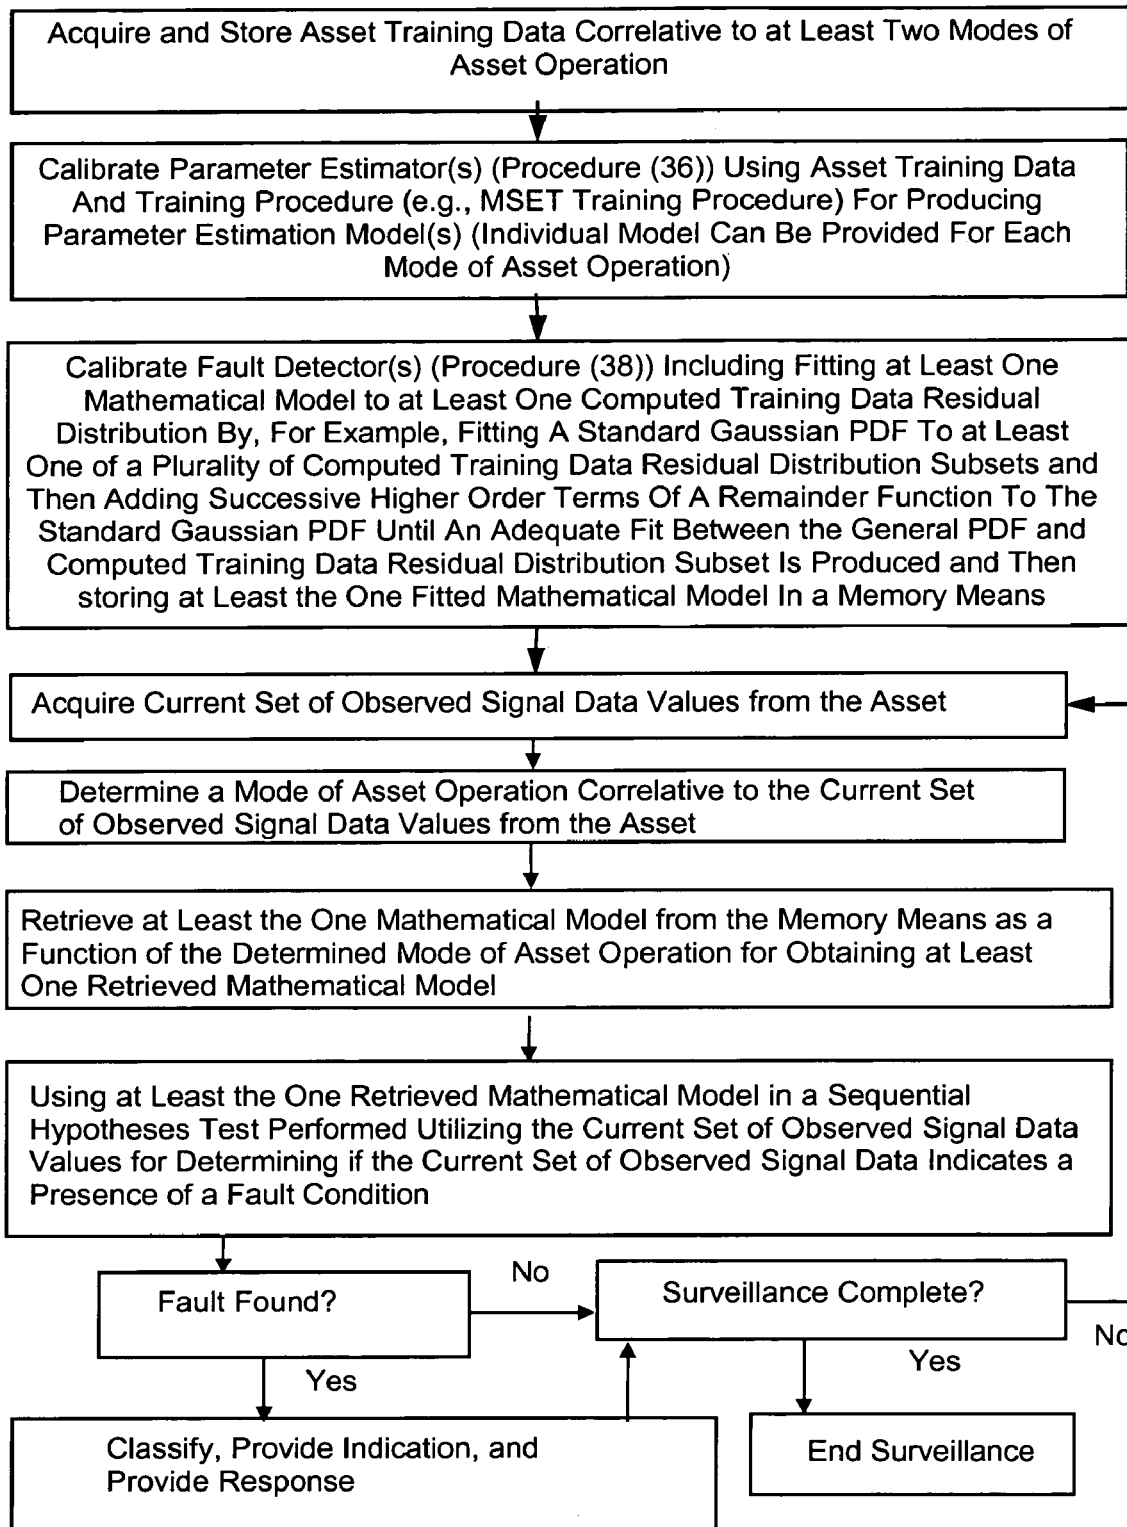 Acquire and Store Asset Training Data Correlative to at Least Two Modes of
Asset Operation
Calibrate Parameter Estimator(s) (Procedure (36)) Using Asset Training Data
And Training Procedure (e.g., MSET Training Procedure) For Producing
Parameter Estimation Model(s) (Individual Model Can Be Provided For Each
Mode of Asset Operation)
Calibrate Fault Detector(s) (Procedure (38)) Including Fitting at Least One
Mathematical Model to at Least One Computed Training Data Residual
Distribution By, For Example, Fitting A Standard Gaussian PDF To at Least
One of a Plurality of Computed Training Data Residual Distribution Subsets and
Then Adding Successive Higher Order Terms Of A Remainder Function To The
Standard Gaussian PDF Until An Adequate Fit Between the General PDF and
Computed Training Data Residual Distribution Subset Is Produced and Then
storing at Least the One Fitted Mathematical Model In a Memory Means
Acquire Current Set of Observed Signal Data Values from the Asset
Determine a Mode of Asset Operation Correlative to the Current Set
of Observed Signal Data Values from the Asset
Retrieve at Least the One Mathematical Model from the Memory Means as a
Function of the Determined Mode of Asset Operation for Obtaining at Least
One Retrieved Mathematical Model
Using at Least the One Retrieved Mathematical Model in a Sequential
Hypotheses Test Performed Utilizing the Current Set of Observed Signal Data
Values for Determining if the Current Set of Observed Signal Data Indicates a
Presence of a Fault Condition
Fault Found?
No
Surveillance Complete?
No
Yes
Yes
Classify, Provide Indication, and
Provide Response
End Surveillance